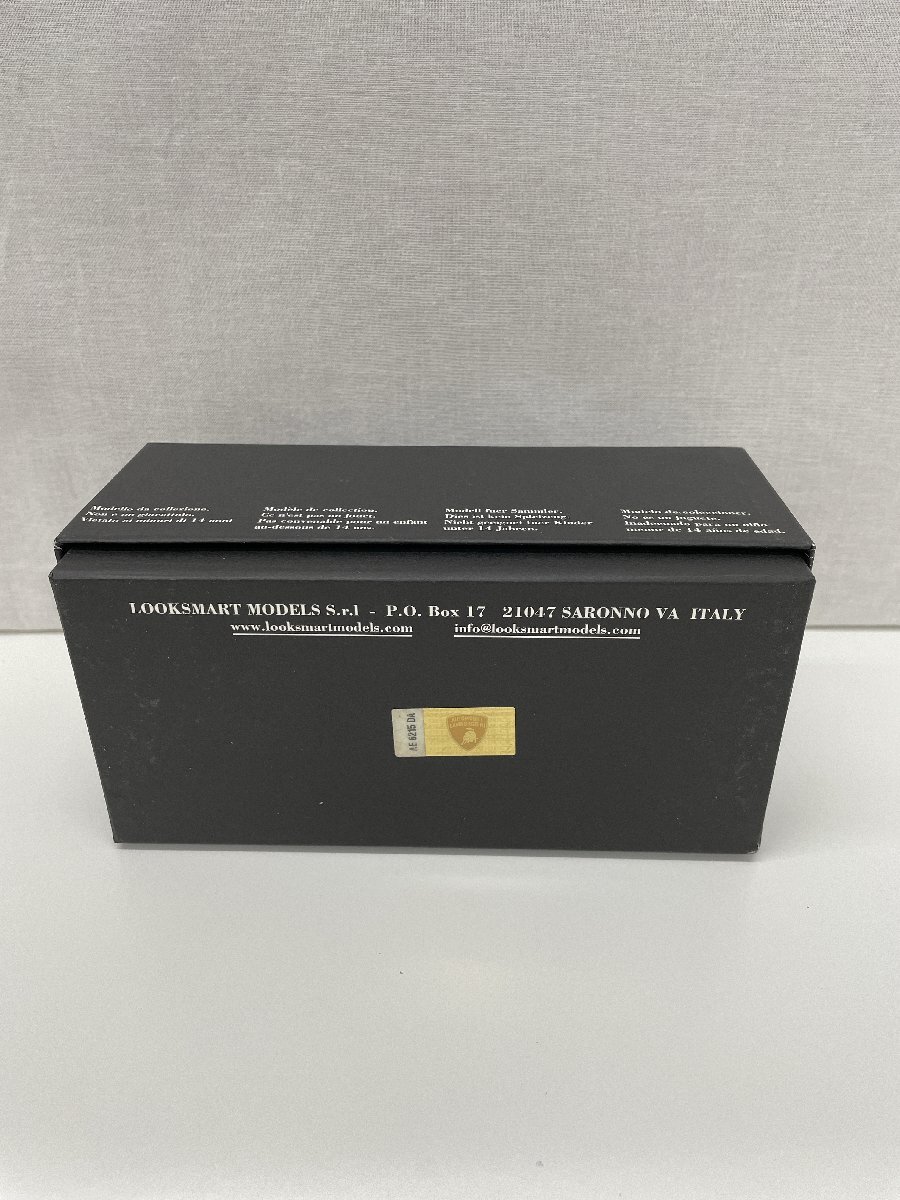 Modello da collezione.
Non e un giocattolo.
Vietato ai minori di 14 anni
Modèle de collection.
Ce n'est pas un jouet.
Pas convenable pour un enfant
au-dessous de 14 ans.
Modell fuer Sammler.
Dies ist kein Spielzeug
Nicht geeignet fuer Kinder
unter 14 Jahren.
Modelo de
No es un juguete.
Inadecuado para un niño
menor de 14 años de edad.
LOOKSMART MODELS S.r.l - P.O. Box 17 21047 SARONNO VA ITALY
www.looksmartmodels.com info@looksmartmodels.com
AE 6215 DA
AUTOMOBILI
LAMBORGHINI